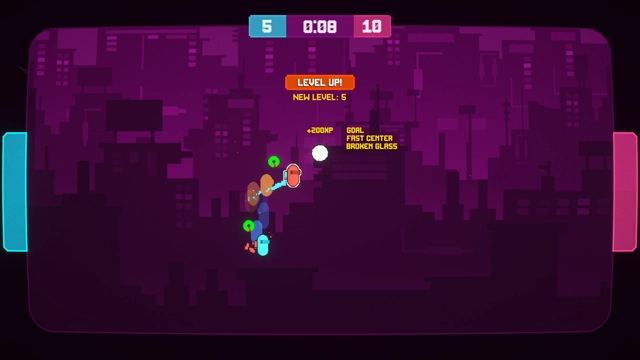 5 0:08 10
LEVEL UP!
NEW LEVEL: 5
+200XP GOAL
FAST CENTER
BROKEN GLASS